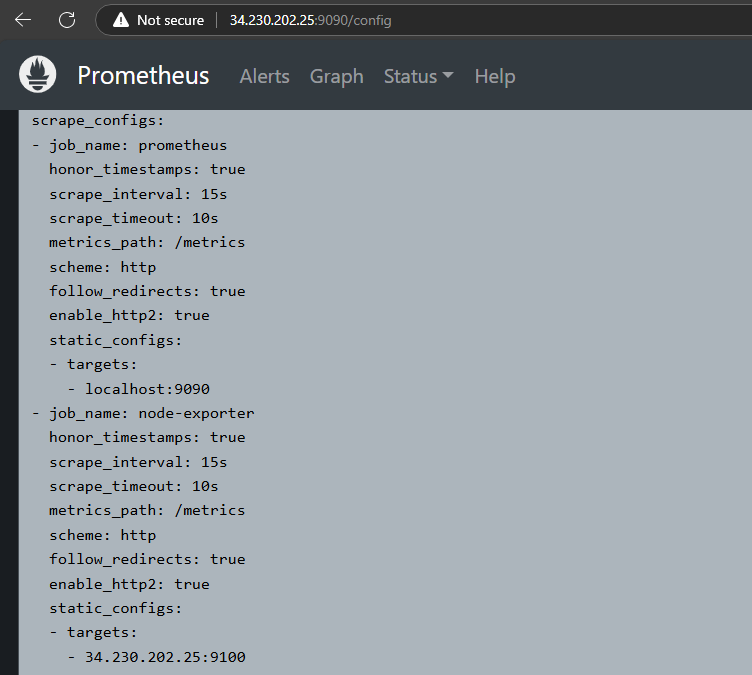 Not secure | 34.230.202.25:9090/config
Prometheus Alerts Graph Status Help
scrape_configs:
- job_name: prometheus
  honor_timestamps: true
  scrape_interval: 15s
  scrape_timeout: 10s
  metrics_path: /metrics
  scheme: http
  follow_redirects: true
  enable_http2: true
  static_configs:
  - targets:
    - localhost:9090
- job_name: node-exporter
  honor_timestamps: true
  scrape_interval: 15s
  scrape_timeout: 10s
  metrics_path: /metrics
  scheme: http
  follow_redirects: true
  enable_http2: true
  static_configs:
  - targets:
    - 34.230.202.25:9100